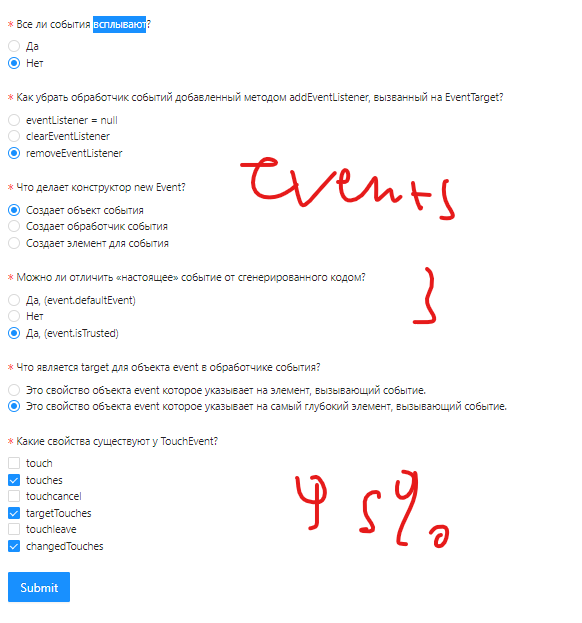 * Все ли события всплывают?
Да
Нет
* Как убрать обработчик событий добавленный методом addEventListener, вызванный на EventTarget?
eventListener = null
clearEventListener
removeEventListener
events
* Что делает конструктор new Event?
Создает объект события
Создает обработчик события
Создает элемент для события
* Можно ли отличить «настоящее» событие от сгенерированного кодом?
Да, (event.defaultEvent)
Нет
Да, (event.isTrusted)
3
* Что является target для объекта event в обработчике события?
Это свойство объекта event которое указывает на элемент, вызывающий событие.
Это свойство объекта event которое указывает на самый глубокий элемент, вызывающий событие.
* Какие свойства существуют у TouchEvent?
touch
touches
touchcancel
targetTouches
touchleave
changedTouches
Submit